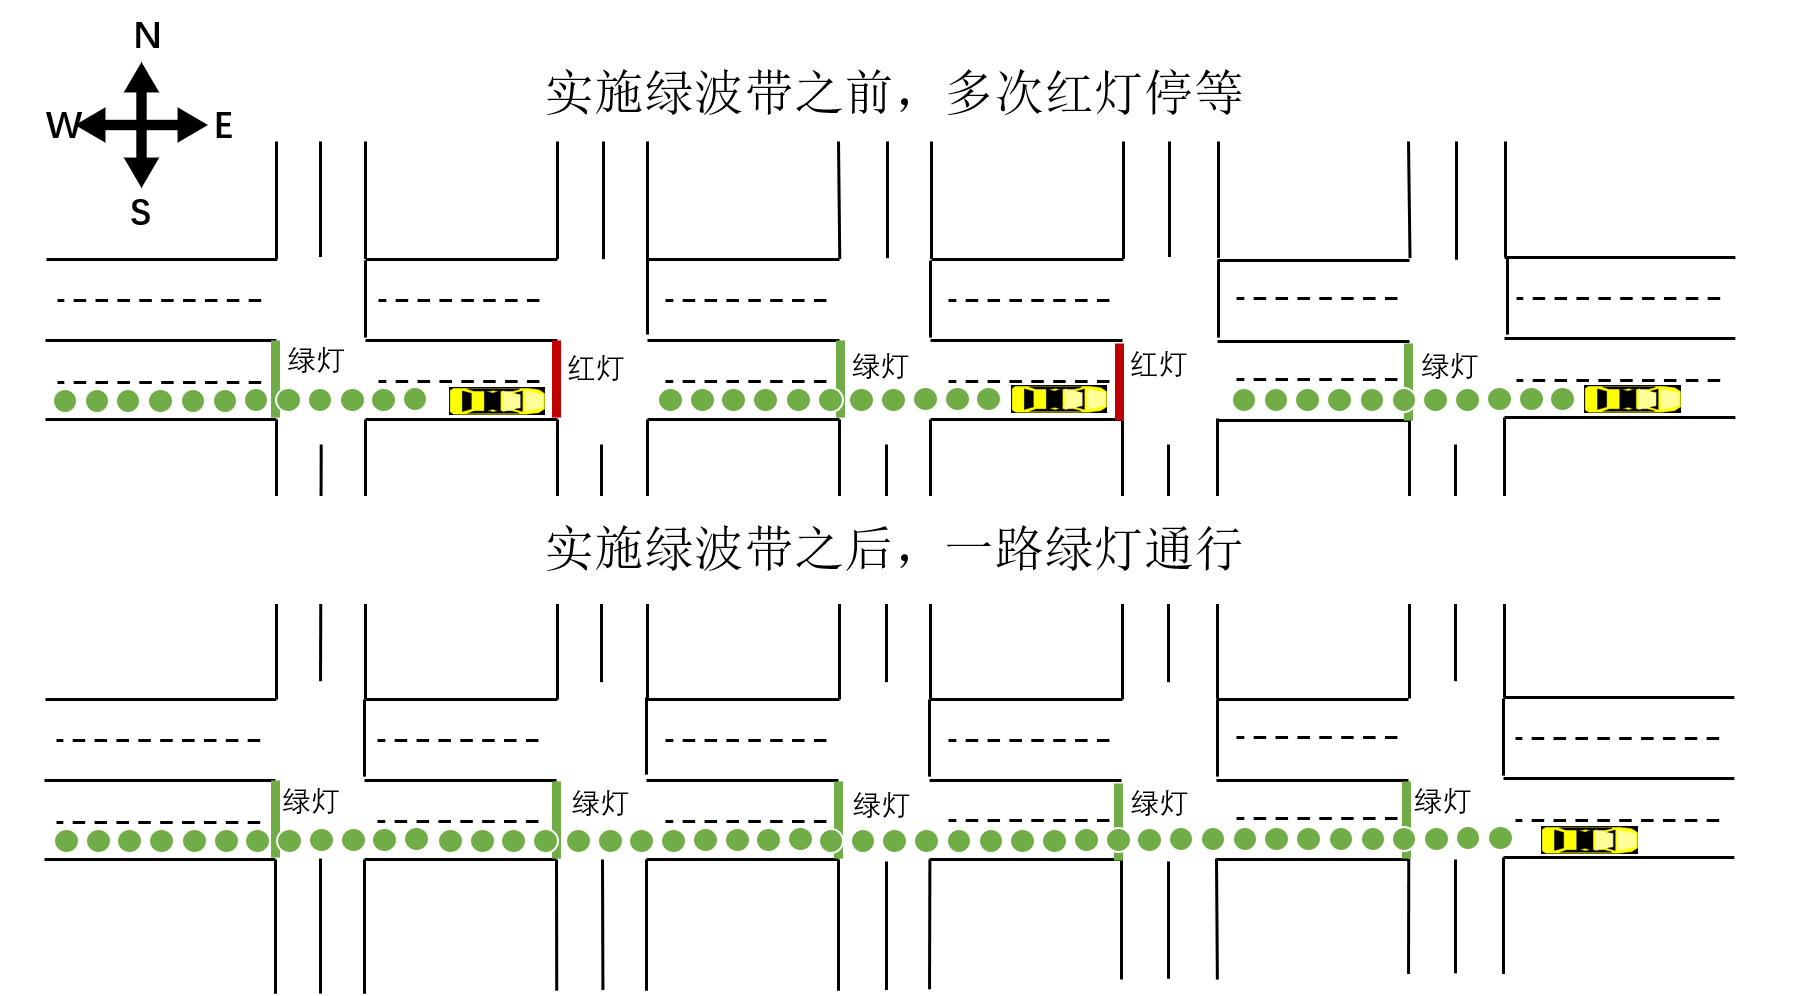 N
W E
S
实施绿波带之前，多次红灯停等
绿灯 红灯 绿灯 红灯 绿灯
实施绿波带之后，一路绿灯通行
绿灯 绿灯 绿灯 绿灯 绿灯